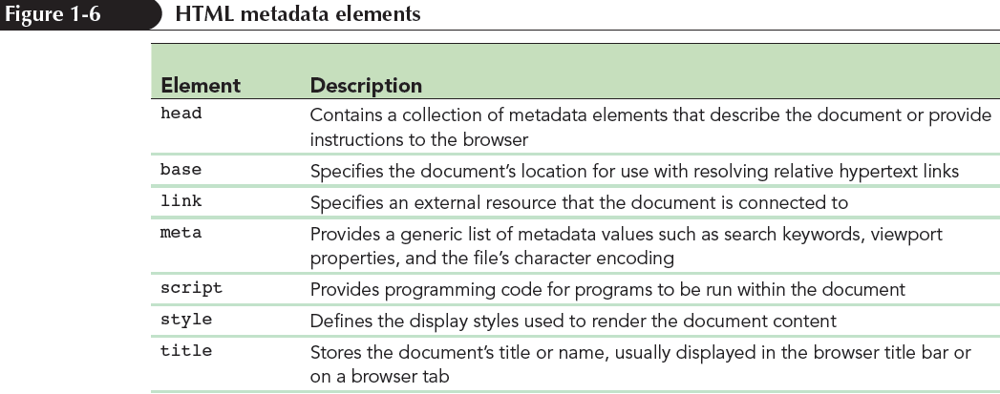 Figure 1-6 HTML metadata elements
Element Description
head Contains a collection of metadata elements that describe the document or provide
instructions to the browser
base Specifies the document’s location for use with resolving relative hypertext links
link Specifies an external resource that the document is connected to
meta Provides a generic list of metadata values such as search keywords, viewport
properties, and the file’s character encoding
script Provides programming code for programs to be run within the document
style Defines the display styles used to render the document content
title Stores the document’s title or name, usually displayed in the browser title bar or
on a browser tab